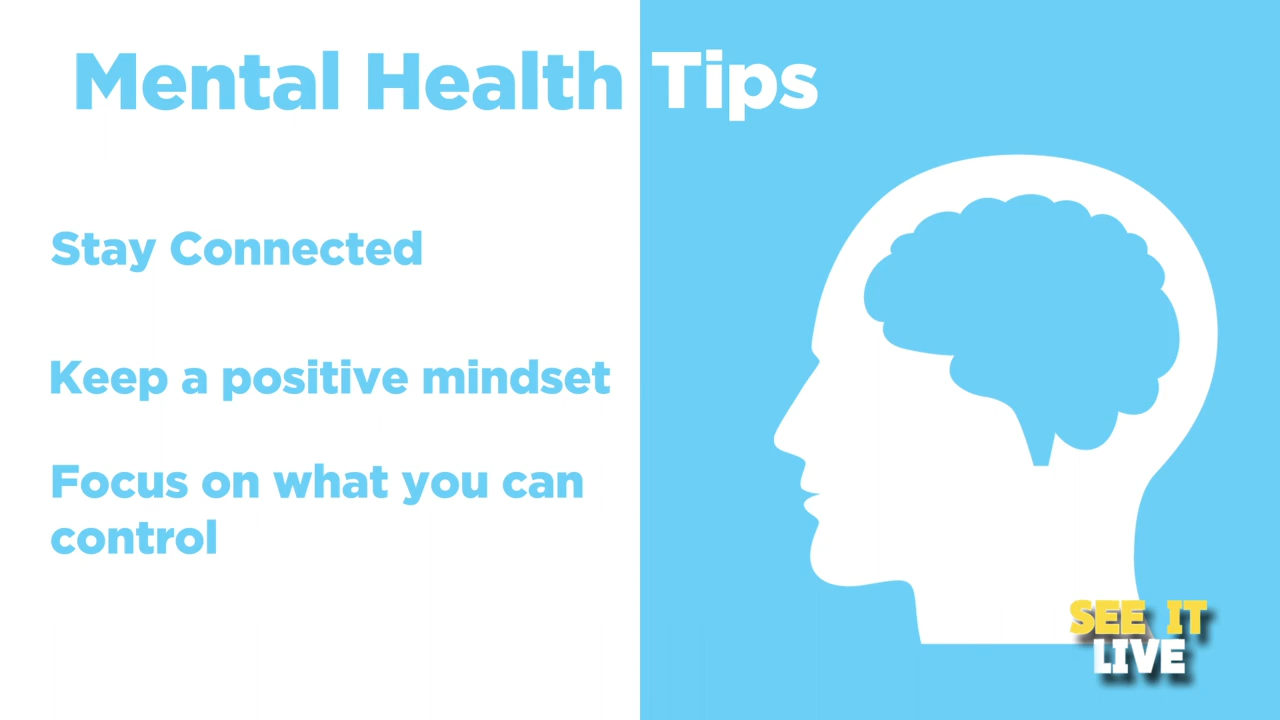 Mental Health Tips
Stay Connected
Keep a positive mindset
Focus on what you can
control
SEE IT
LIVE